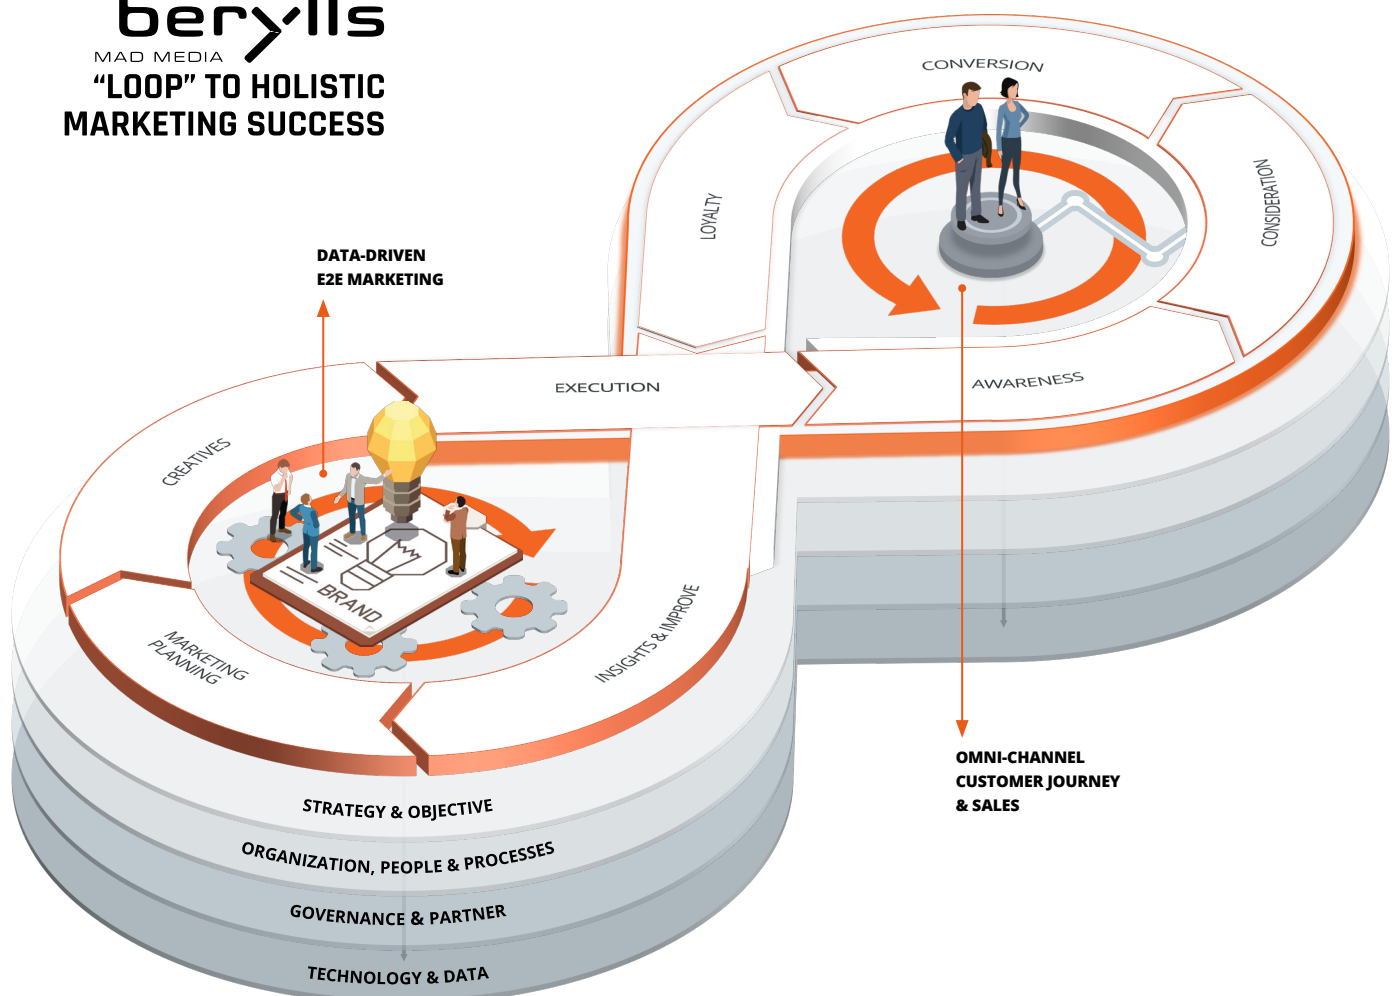 berylls
MAD MEDIA
“LOOP” TO HOLISTIC
MARKETING SUCCESS
CONVERSION
CONSIDERATION
LOYALTY
DATA-DRIVEN
E2E MARKETING
EXECUTION
AWARENESS
CREATIVES
BRAND
MARKETING
PLANNING
INSIGHTS & IMPROVE
OMNI-CHANNEL
CUSTOMER JOURNEY
& SALES
STRATEGY & OBJECTIVE
ORGANIZATION, PEOPLE & PROCESSES
GOVERNANCE & PARTNER
TECHNOLOGY & DATA